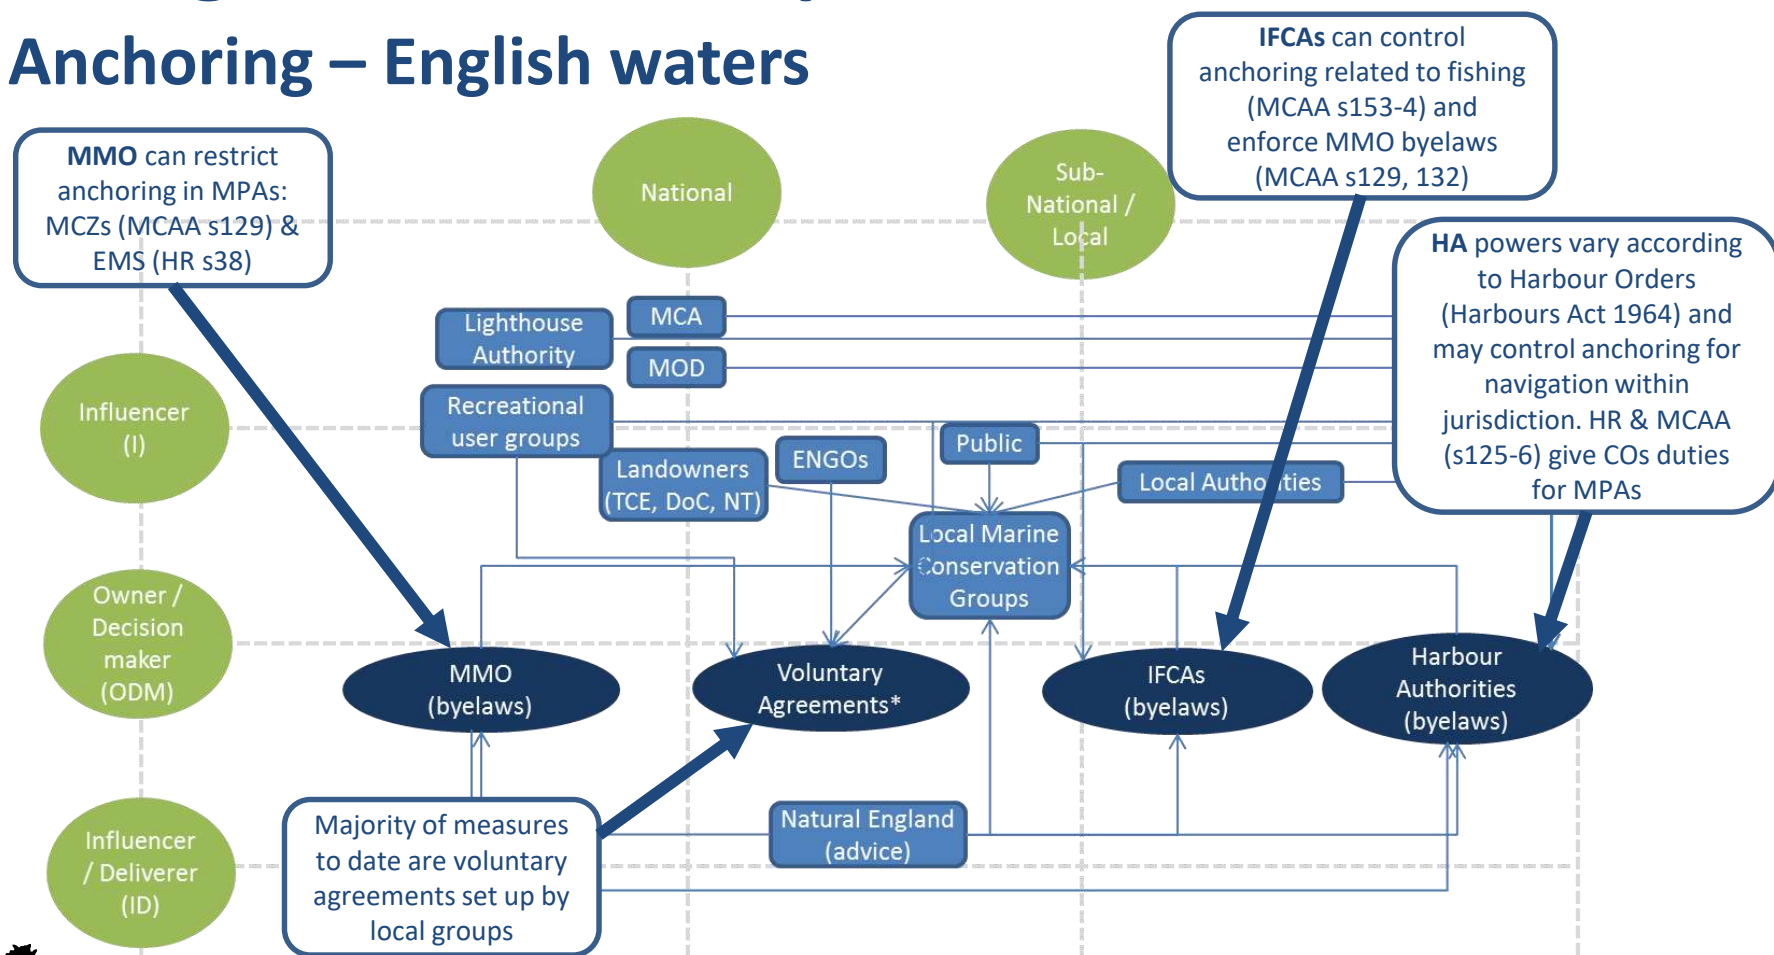 Anchoring – English waters
MMO can restrict
anchoring in MPAs:
MCZs (MCAA s129) &
EMS (HR s38)
National
Sub-
National /
Local
IFCAs can control
anchoring related to fishing
(MCAA s153-4) and
enforce MMO byelaws
(MCAA s129, 132)
HA powers vary according
to Harbour Orders
(Harbours Act 1964) and
may control anchoring for
navigation within
jurisdiction. HR & MCAA
(s125-6) give COs duties
for MPAs
Lighthouse
Authority
MCA
MOD
Influencer
(I)
Recreational
user groups
Landowners
(TCE, DoC, NT)
ENGOs
Public
Local Authorities
Local Marine
Conservation
Groups
Owner /
Decision
maker
(ODM)
MMO
(byelaws)
Voluntary
Agreements*
IFCAs
(byelaws)
Harbour
Authorities
(byelaws)
Influencer
/ Deliverer
(ID)
Majority of measures
to date are voluntary
agreements set up by
local groups
Natural England
(advice)